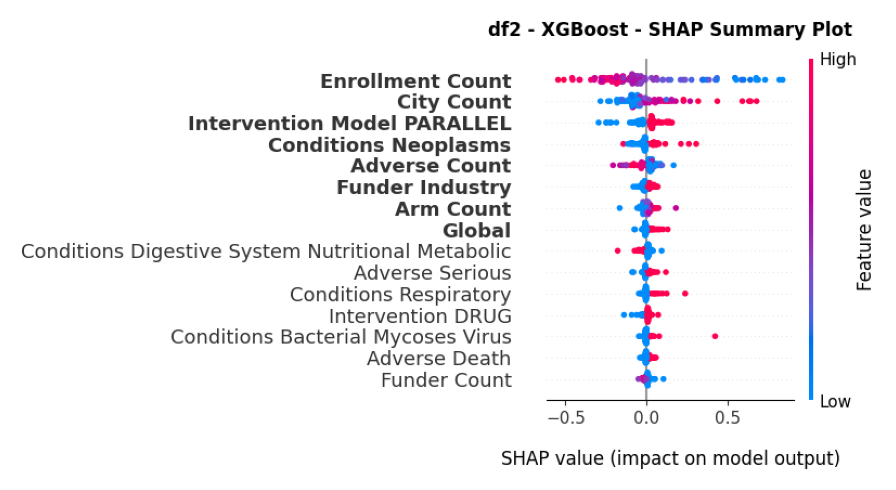 df2 - XGBoost - SHAP Summary Plot
High
Enrollment Count
City Count
Intervention Model PARALLEL
Conditions Neoplasms
Adverse Count
Funder Industry
Arm Count
Global
Conditions Digestive System Nutritional Metabolic
Adverse Serious
Conditions Respiratory
Intervention DRUG
Conditions Bacterial Mycoses Virus
Adverse Death
Funder Count
Feature value
Low
−0.5 0.0 0.5
SHAP value (impact on model output)